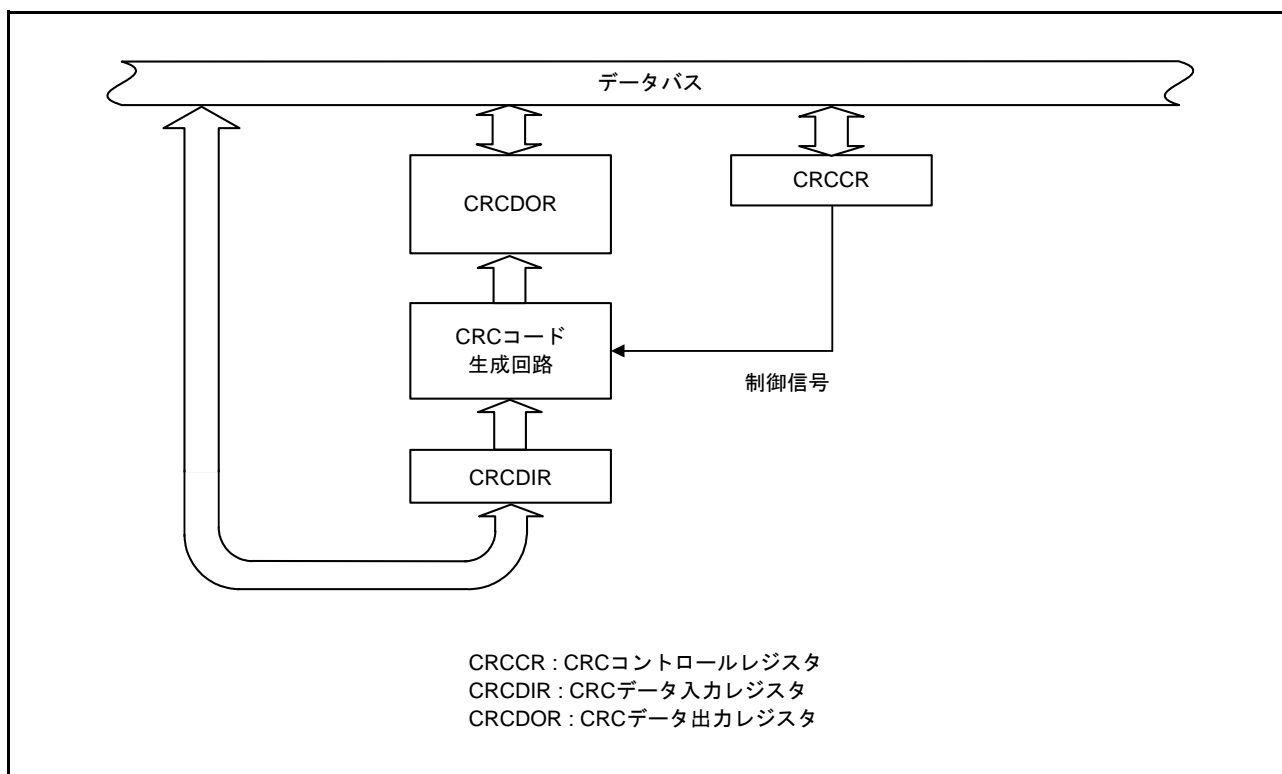 データバス
CRCDOR
CRCCR
CRCコード
生成回路
制御信号
CRCDIR
CRCCR : CRCコントロールレジスタ
CRCDIR : CRCデータ入力レジスタ
CRCDOR : CRCデータ出力レジスタ